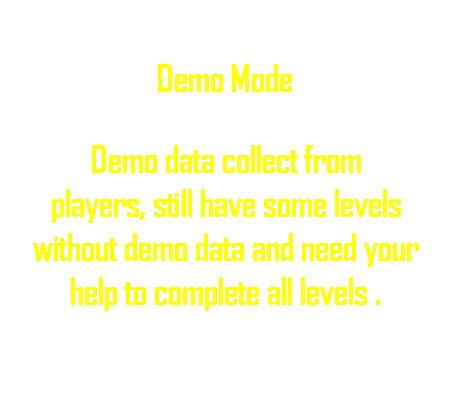 Demo Mode
Demo data collect from
players, still have some levels
without demo data and need your
help to complete all levels .